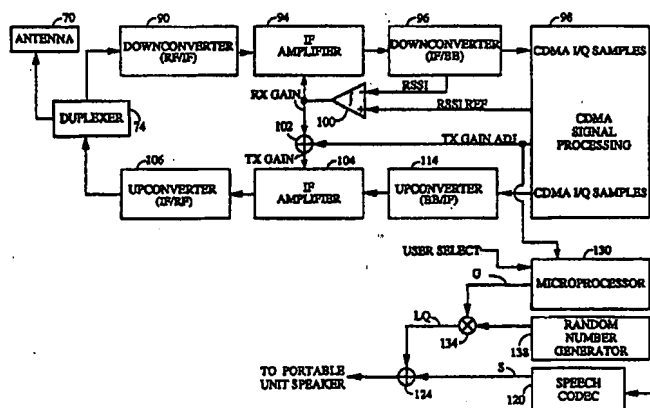 70
ANTENNA
90
DOWNCONVERTER
(RF/IF)
94
IF
AMPLIFIER
96
DOWNCONVERTER
(IF/BB)
98
CDMA I/Q SAMPLES
CDMA
SIGNAL
PROCESSING
CDMA I/Q SAMPLES
DUPLEXER
74
RX GAIN
100
RSSI
RSSI REF
102
TX GAIN
TX GAIN ADJ
106
UPCONVERTER
(IF/RF)
104
IF
AMPLIFIER
114
UPCONVERTER
(BB/IF)
USER SELECT
130
MICROPROCESSOR
G
LQ
134
138
RANDOM
NUMBER
GENERATOR
TO PORTABLE
UNIT SPEAKER
124
S
120
SPEECH
CODEC